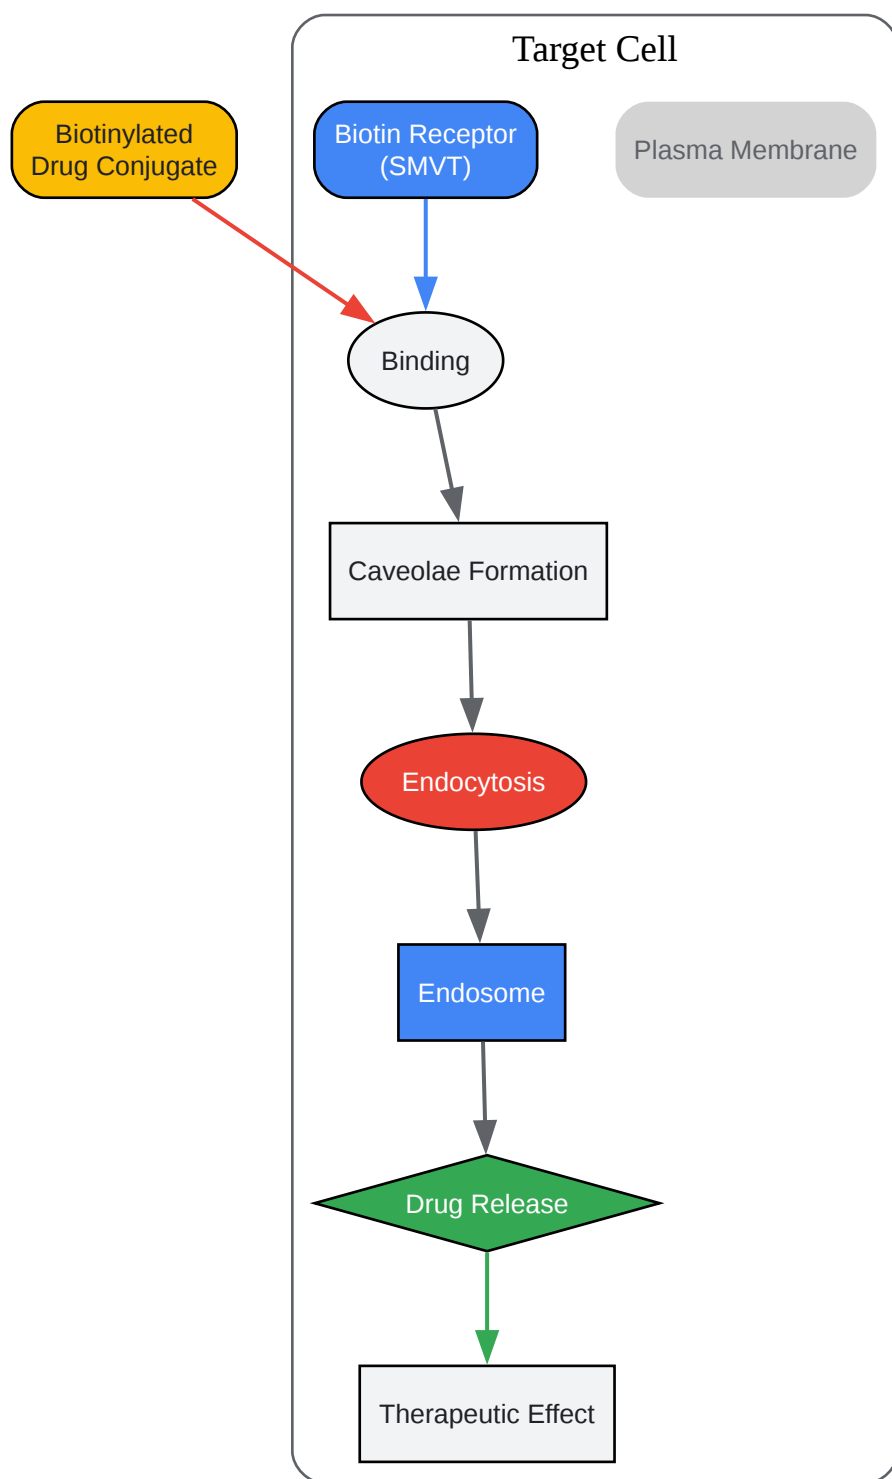 Target Cell
Biotinylated
Drug Conjugate
Biotin Receptor
(SMVT)
Plasma Membrane
Binding
Caveolae Formation
Endocytosis
Endosome
Drug Release
Therapeutic Effect